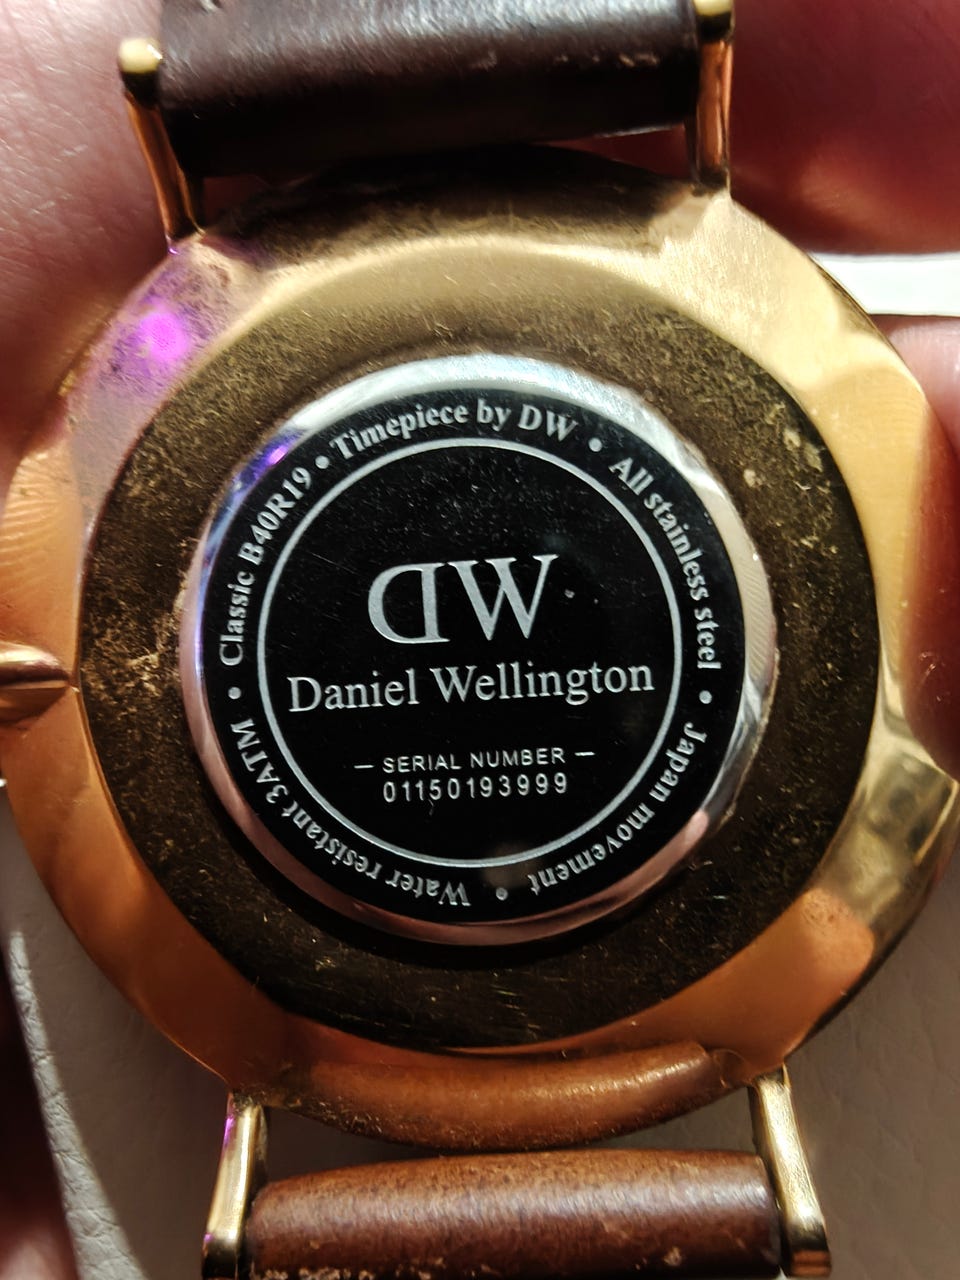 Classic B40R19 • Timepiece by DW • All stainless steel • Japan movement • Water resistant 3ATM •
DW
Daniel Wellington
— SERIAL NUMBER —
01150193999